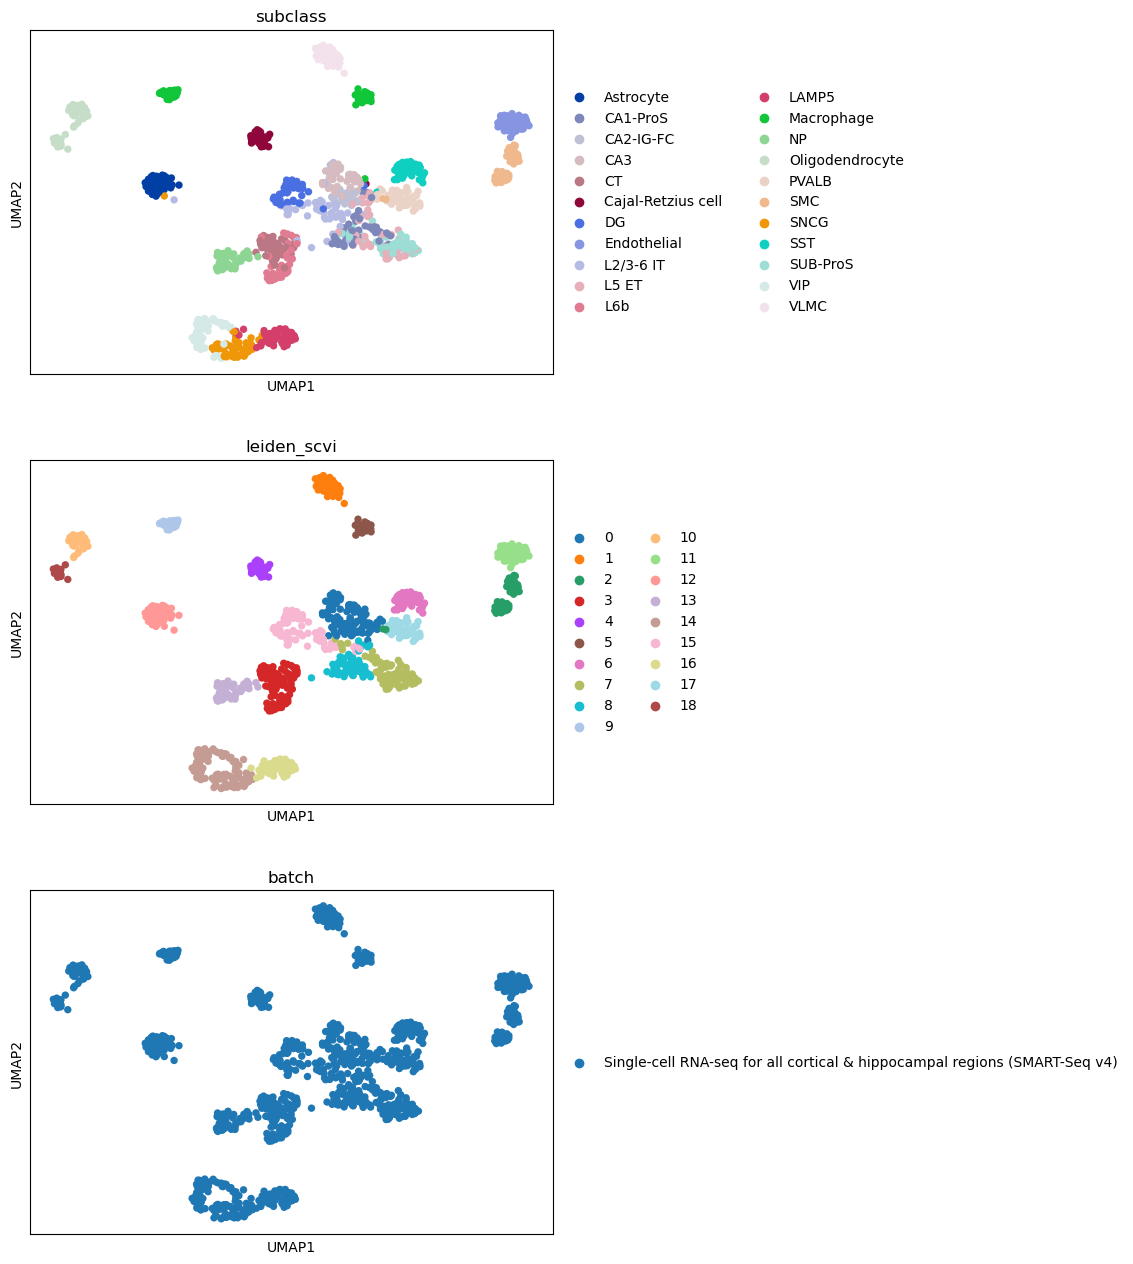 subclass
UMAP2
UMAP1
Astrocyte
CA1-ProS
CA2-IG-FC
CA3
CT
Cajal-Retzius cell
DG
Endothelial
L2/3-6 IT
L5 ET
L6b
LAMP5
Macrophage
NP
Oligodendrocyte
PVALB
SMC
SNCG
SST
SUB-ProS
VIP
VLMC
leiden_scvi
UMAP2
UMAP1
0
1
2
3
4
5
6
7
8
9
10
11
12
13
14
15
16
17
18
batch
UMAP2
UMAP1
Single-cell RNA-seq for all cortical & hippocampal regions (SMART-Seq v4)